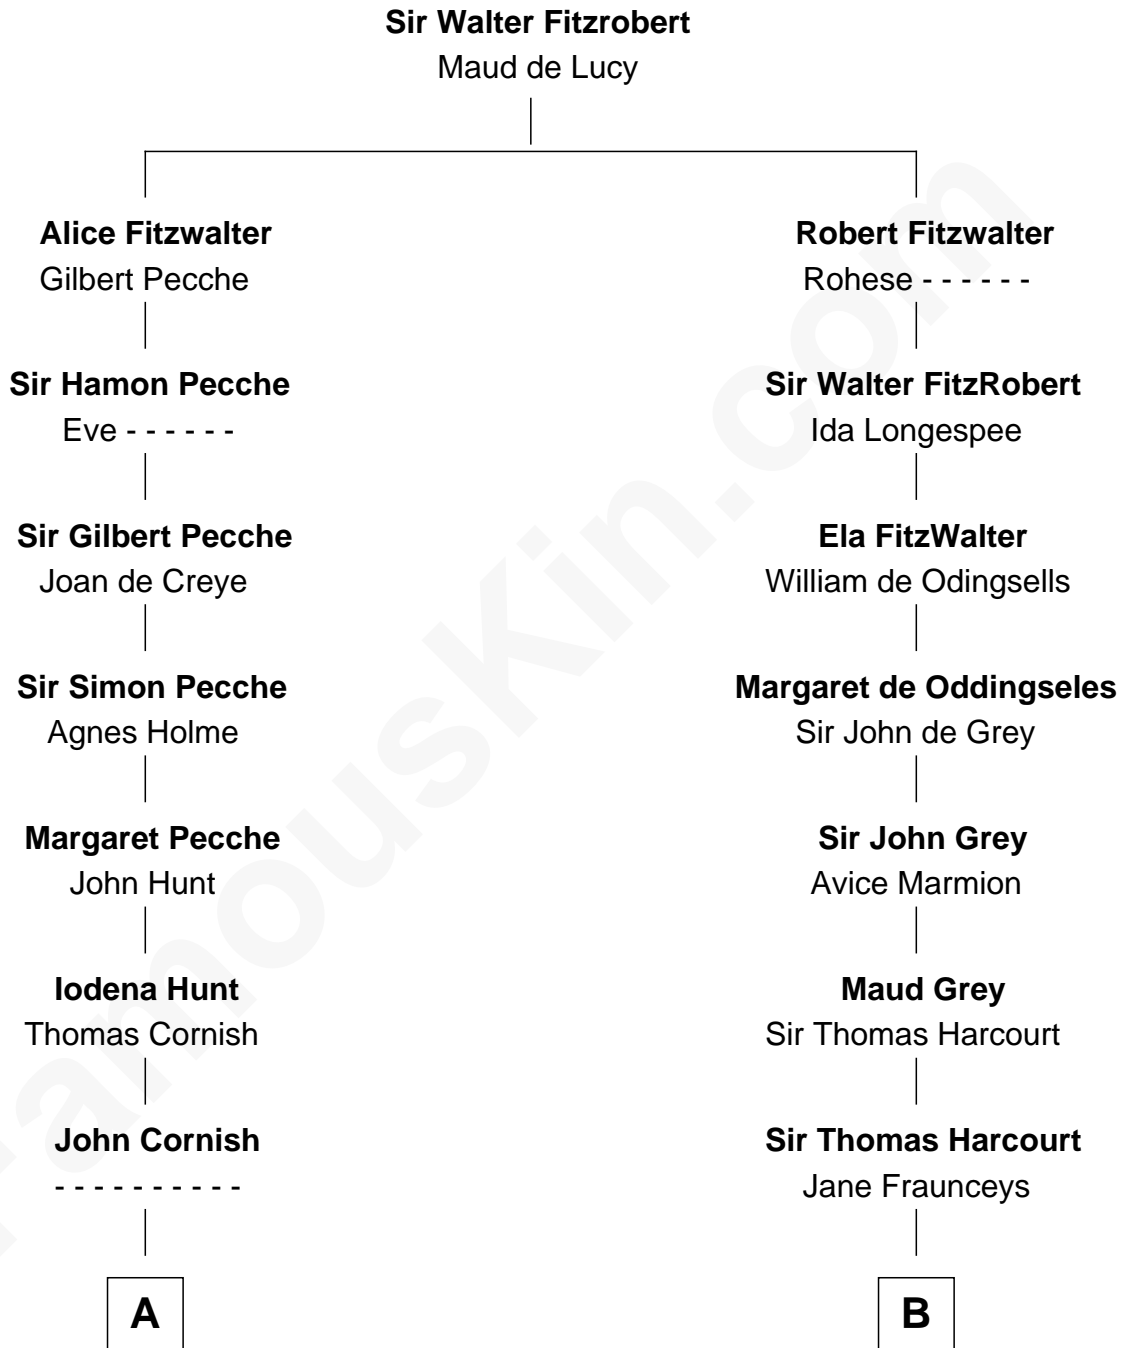 Sir Walter Fitzrobert
Maud de Lucy
Alice Fitzwalter
Gilbert Pecche
Robert Fitzwalter
Rohese - - - - - -
Sir Hamon Pecche
Eve - - - - - -
Sir Walter FitzRobert
Ida Longespee
Sir Gilbert Pecche
Joan de Creye
Ela FitzWalter
William de Odingsells
Sir Simon Pecche
Agnes Holme
Margaret de Oddingseles
Sir John de Grey
Margaret Pecche
John Hunt
Sir John Grey
Avice Marmion
Iodena Hunt
Thomas Cornish
Maud Grey
Sir Thomas Harcourt
John Cornish
- - - - - - - - - -
Sir Thomas Harcourt
Jane Fraunceys
A
B
FamousKin.com